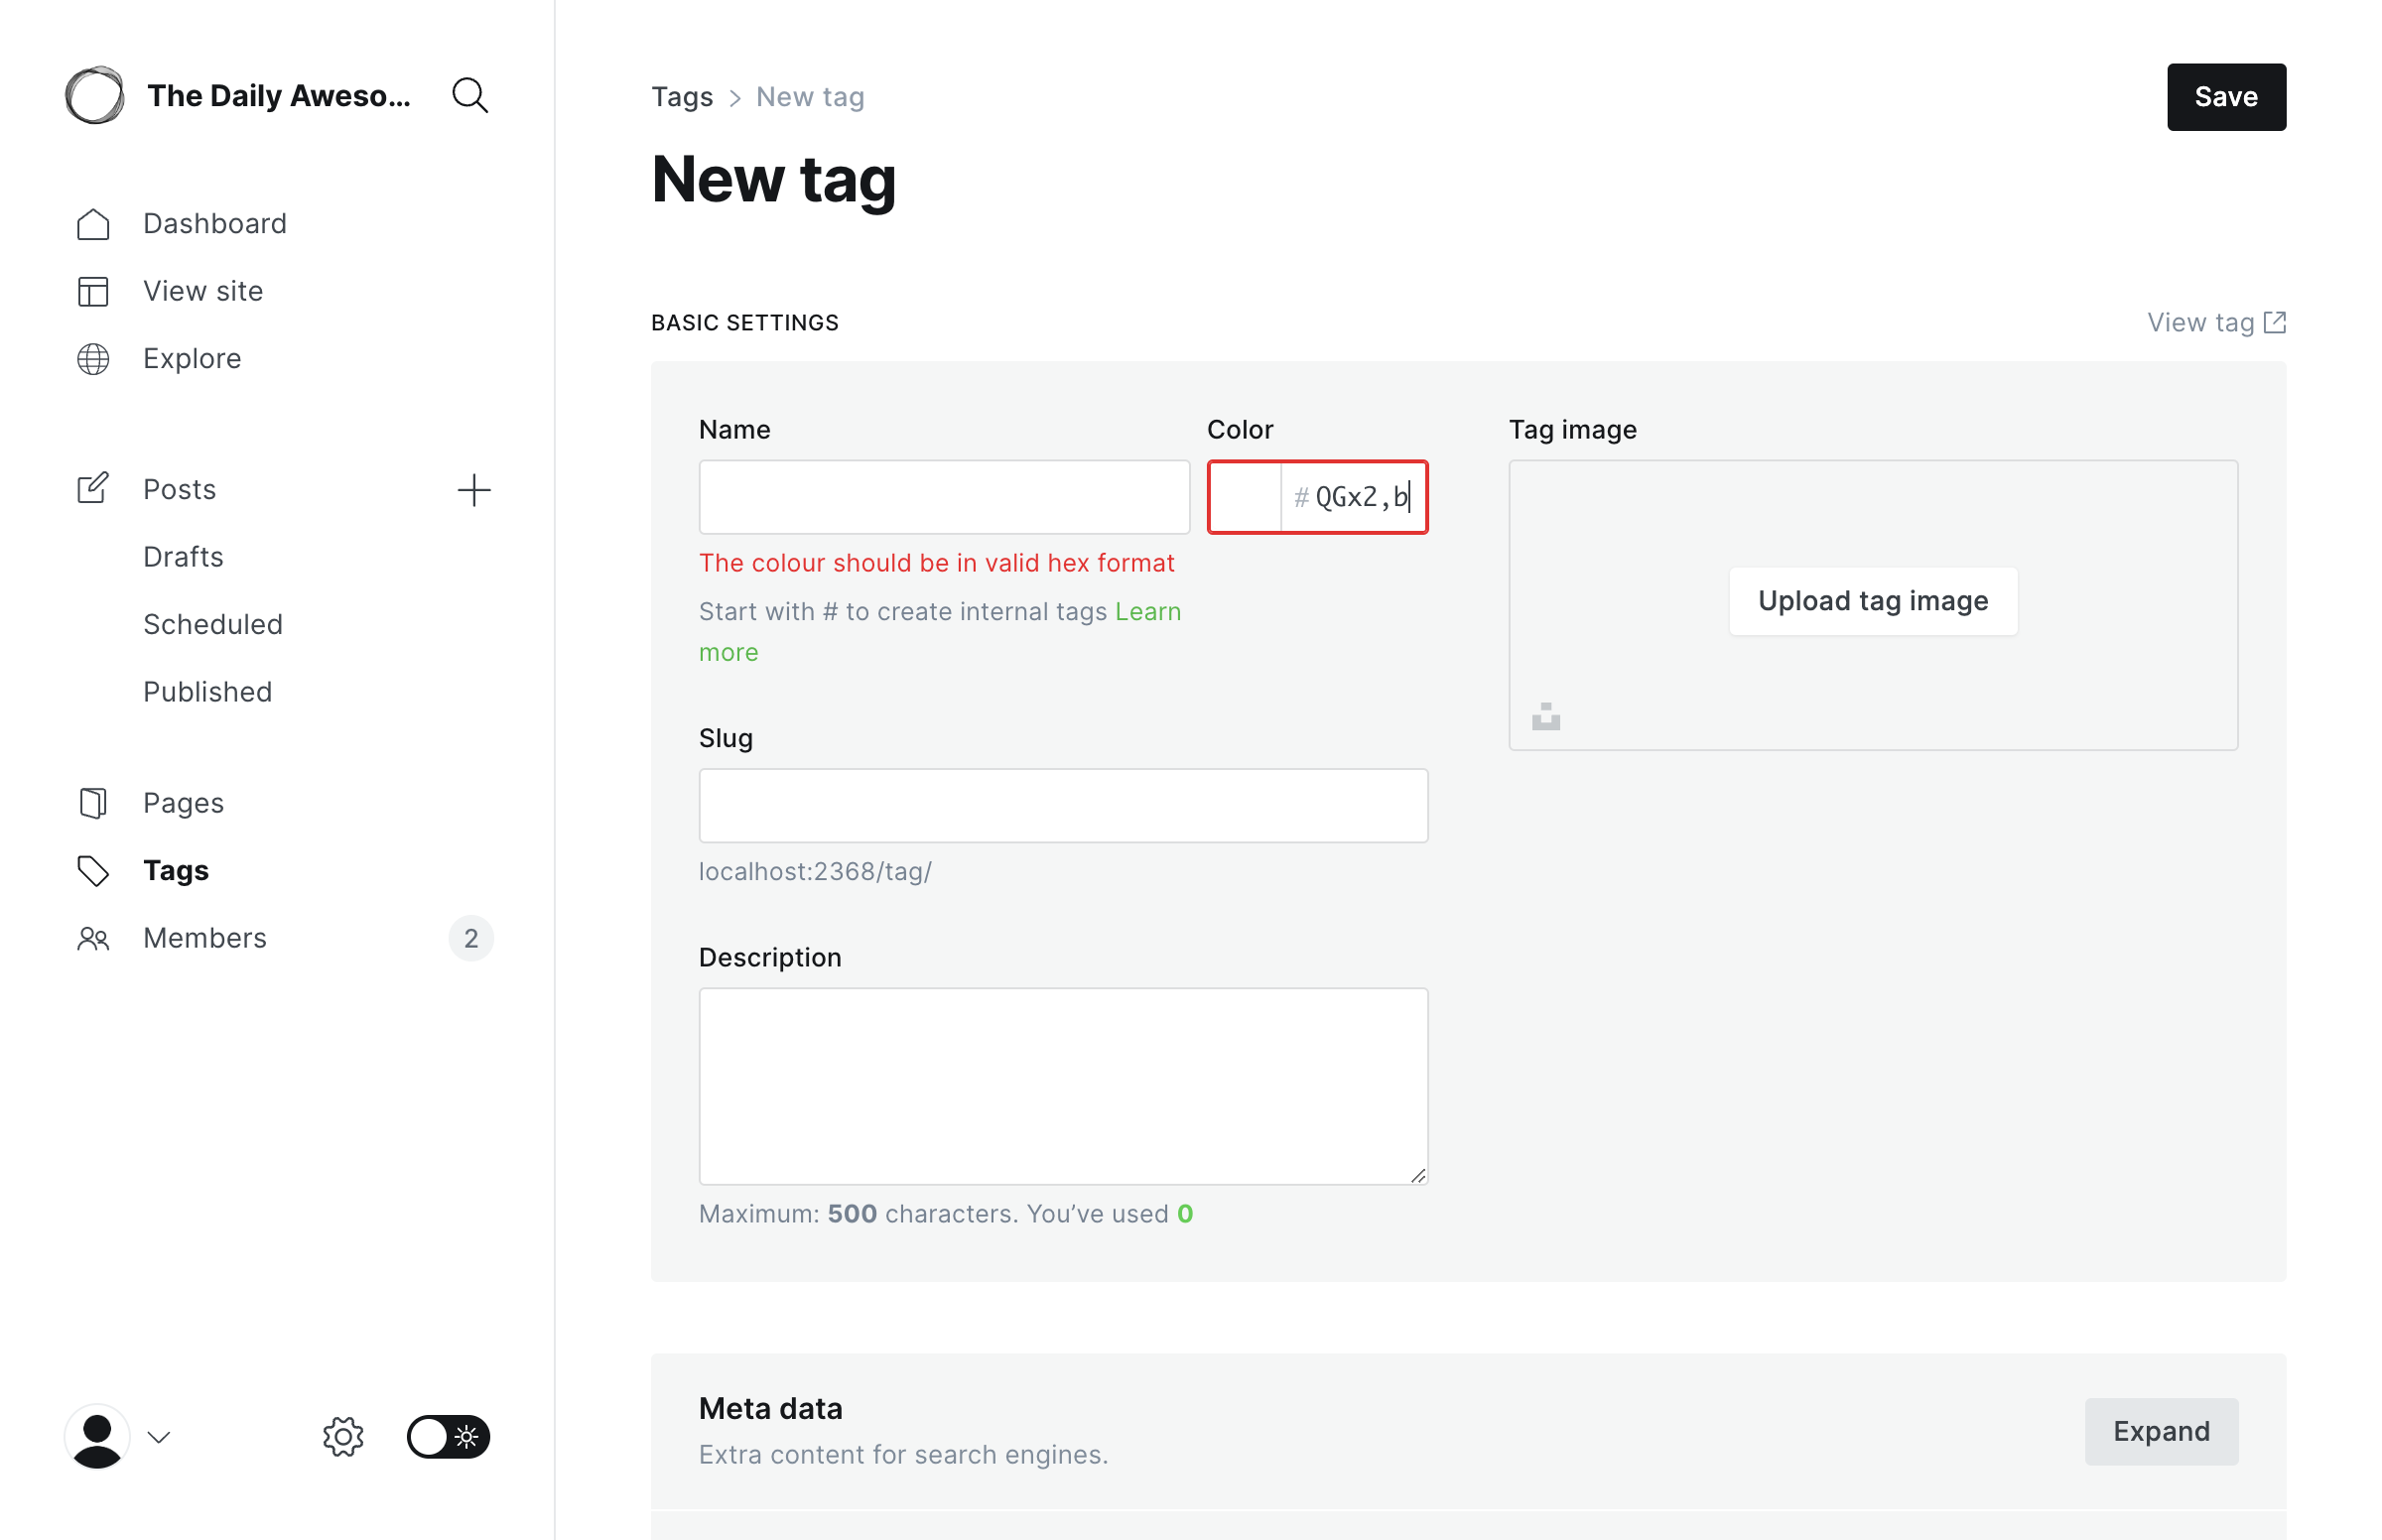 The Daily Aweso...
Dashboard
View site
Explore
Posts
Drafts
Scheduled
Published
Pages
Tags
Members 2
Tags > New tag
Save
New tag
BASIC SETTINGS
View tag
Name
Color
# QGx2,b
The colour should be in valid hex format
Start with # to create internal tags Learn
more
Slug
localhost:2368/tag/
Description
Maximum: 500 characters. You’ve used 0
Tag image
Upload tag image
Meta data
Extra content for search engines.
Expand